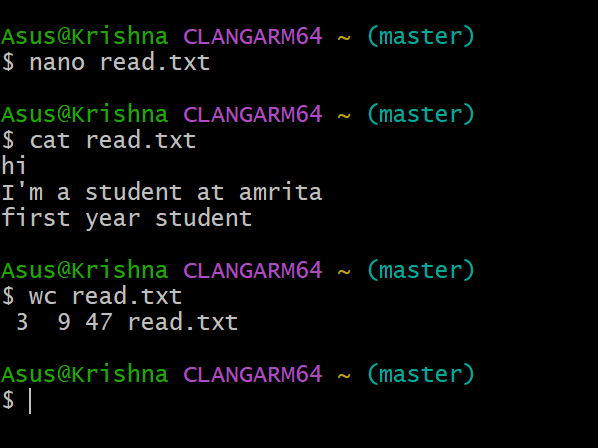 Asus@Krishna CLANGARM64 ~ (master)
$ nano read.txt
Asus@Krishna CLANGARM64 ~ (master)
$ cat read.txt
hi
I'm a student at amrita
first year student
Asus@Krishna CLANGARM64 ~ (master)
$ wc read.txt
 3  9 47 read.txt
Asus@Krishna CLANGARM64 ~ (master)
$